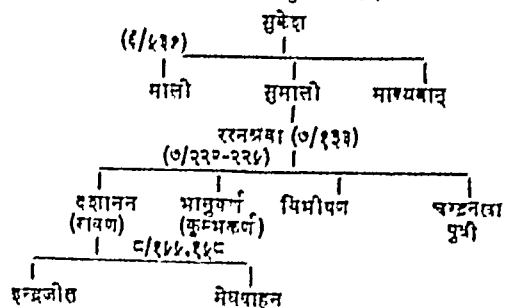 सुकेश
(६/५३१)
माली सुमाली माल्यवान्
रत्नश्रवा (७/१३३)
(७/२२२-२२५)
दशानन भानुकर्ण विभीषण चन्द्रनखा
(रावण) (कुम्भकर्ण) पुत्री
८/१५५,१५८
इन्द्रजीत मेघवाहन